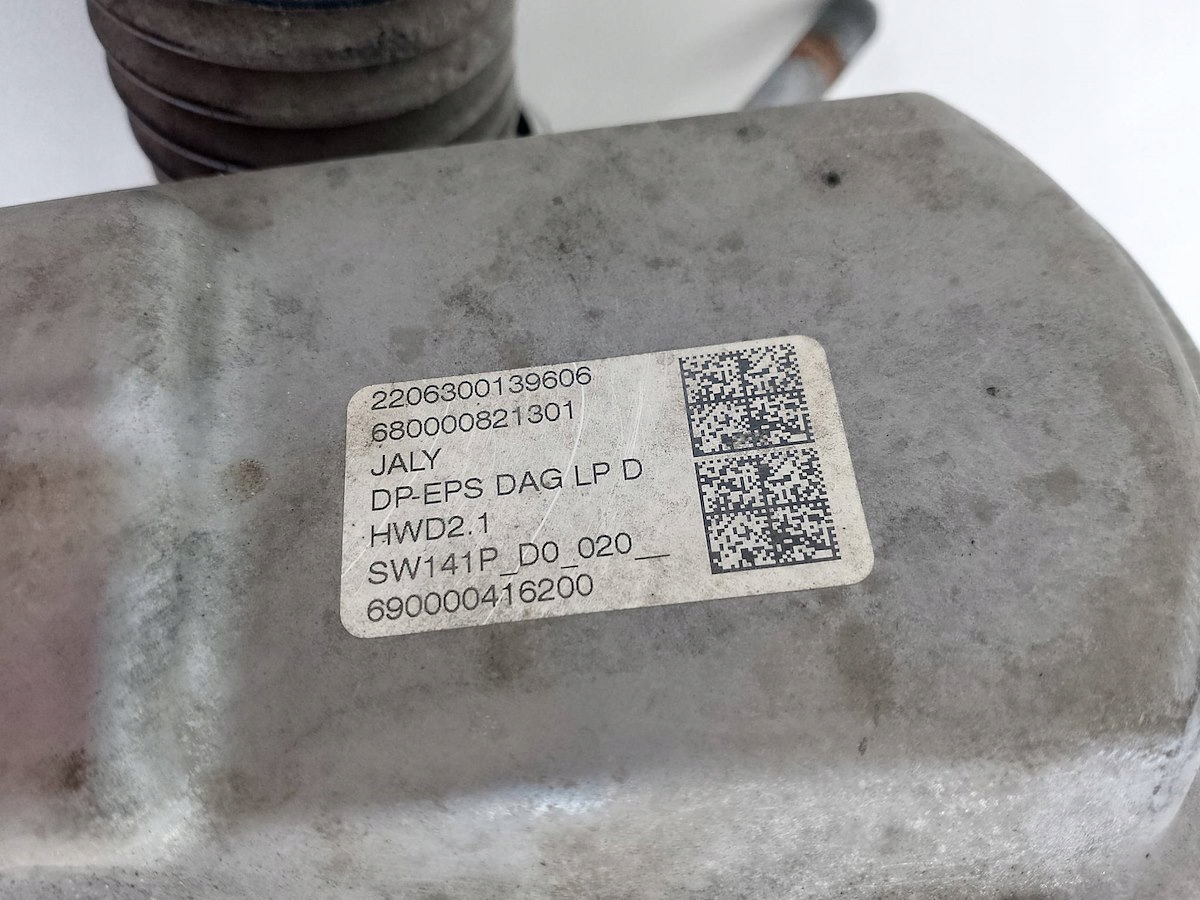 2206300139606
680000821301
JALY
DP-EPS DAG LP D
HWD2.1
SW141P_D0_020__
690000416200